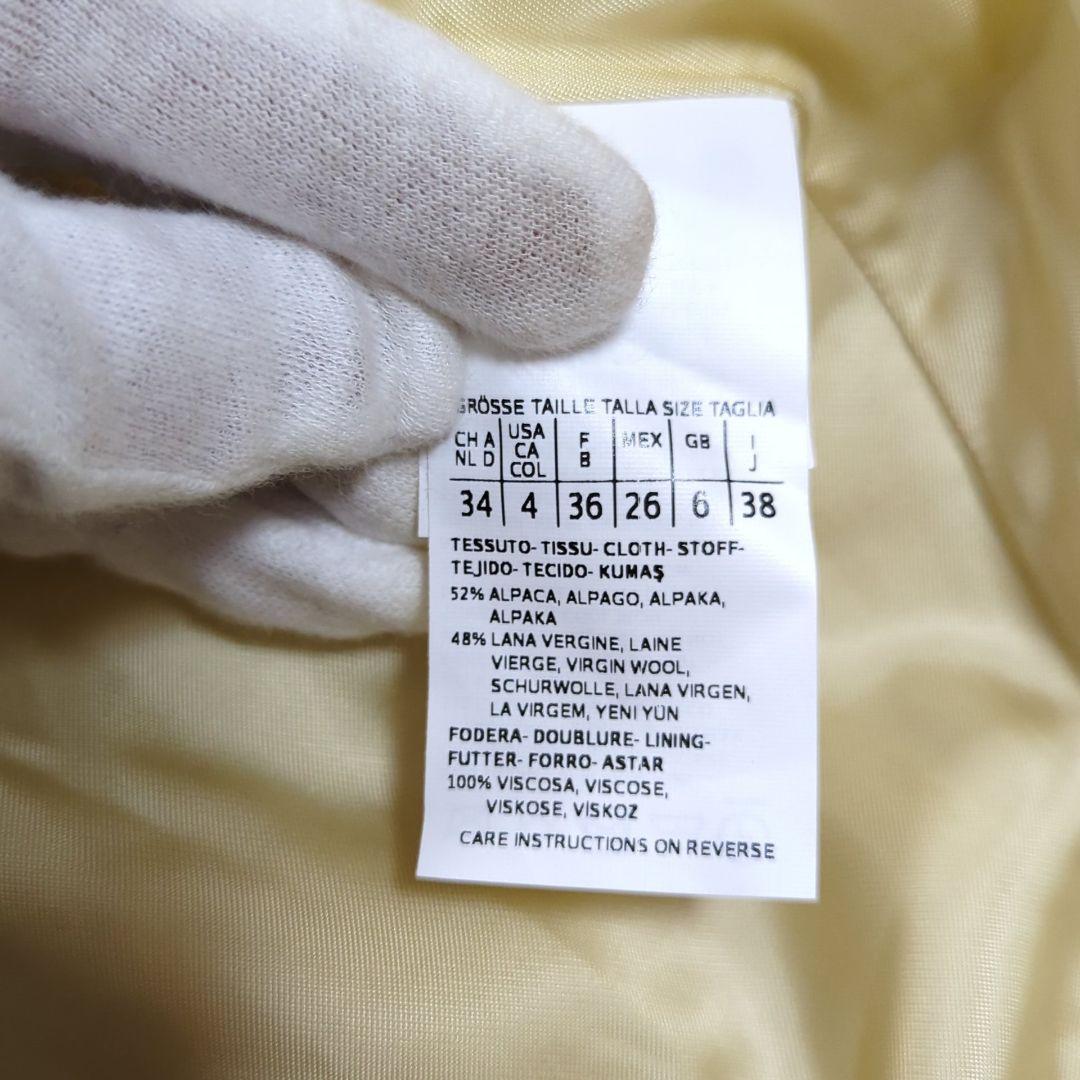 GRÖSSE TAILLE TALLA SIZE TAGLIA
CH A USA F MEX GB I
NL D CA B J
COL
34 4 36 26 6 38
TESSUTO- TISSU- CLOTH- STOFF-
TEJIDO- TECIDO- KUMAŞ
52% ALPACA, ALPAGO, ALPAKA,
ALPAKA
48% LANA VERGINE, LAINE
VIERGE, VIRGIN WOOL,
SCHURWOLLE, LANA VIRGEN,
LA VIRGEM, YENI YÜN
FODERA- DOUBLURE- LINING-
FUTTER- FORRO- ASTAR
100% VISCOSA, VISCOSE,
VISKOSE, VISKOZ
CARE INSTRUCTIONS ON REVERSE